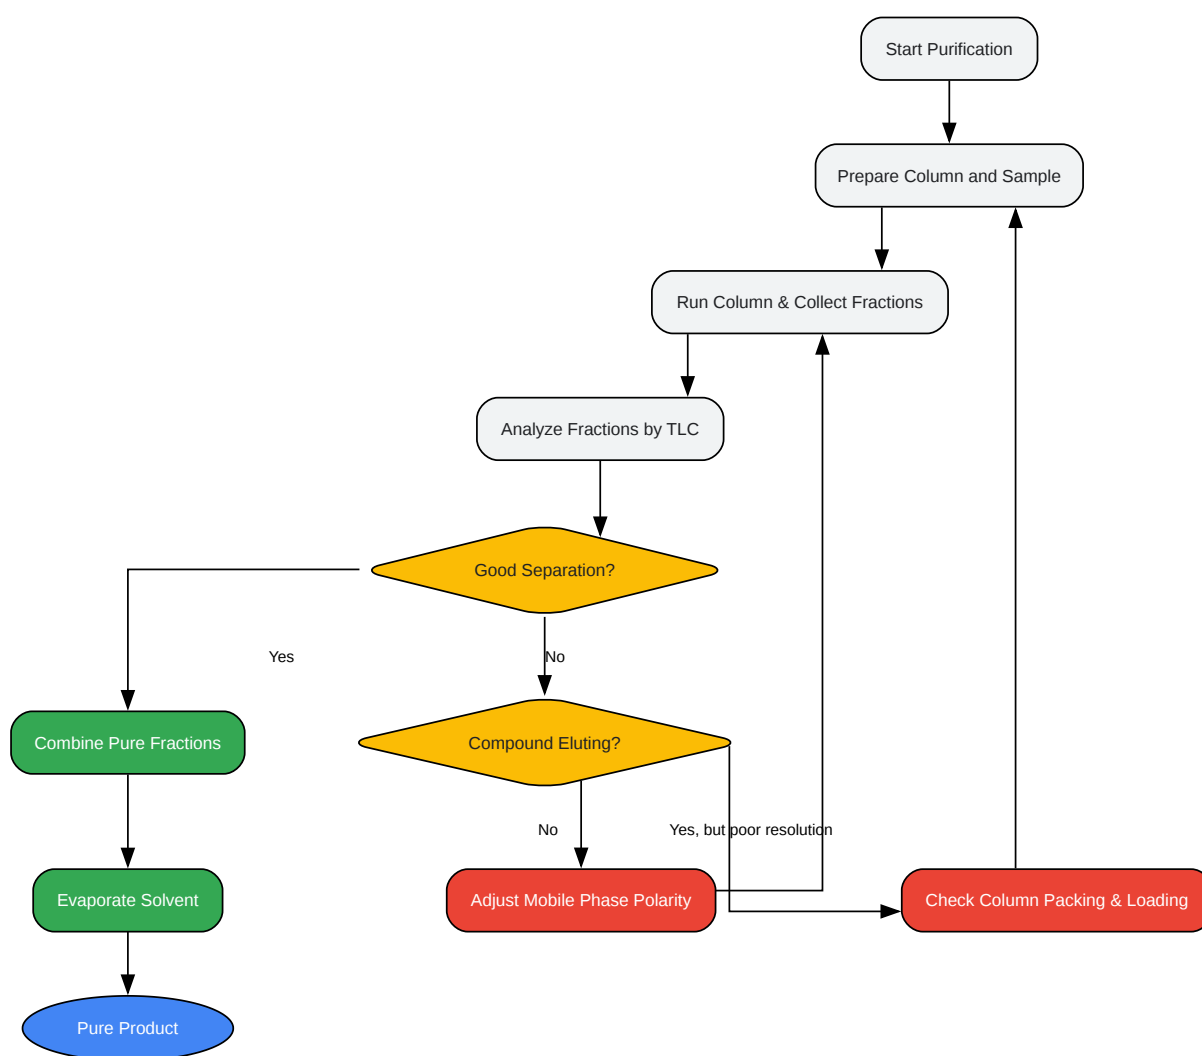 Start Purification
Prepare Column and Sample
Run Column & Collect Fractions
Analyze Fractions by TLC
Good Separation?
Yes
No
Combine Pure Fractions
Compound Eluting?
No
Yes, but poor resolution
Evaporate Solvent
Adjust Mobile Phase Polarity
Check Column Packing & Loading
Pure Product